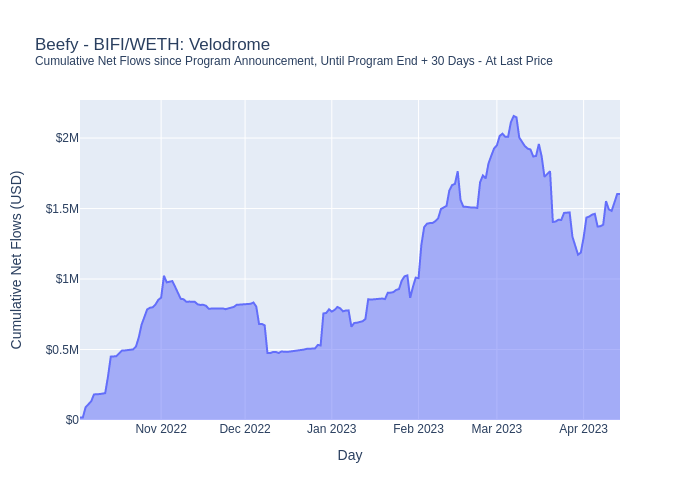 Beefy - BIFI/WETH: Velodrome
Cumulative Net Flows since Program Announcement, Until Program End + 30 Days - At Last Price
Cumulative Net Flows (USD)
$2M
$1.5M
$1M
$0.5M
$0
Nov 2022 Dec 2022 Jan 2023 Feb 2023 Mar 2023 Apr 2023
Day